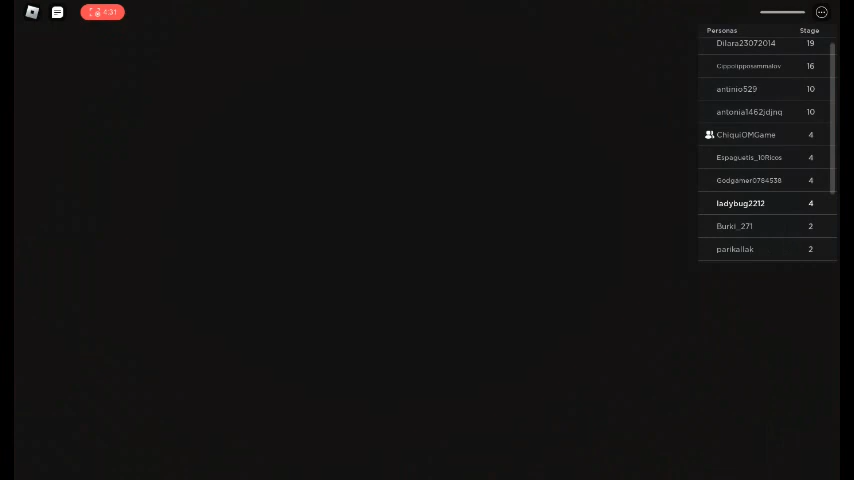 4:31
Personas Stage
Dilara23072014 19
antinio529 10
antonia1462jdjnq 10
ChiquiOMGame 4
Espaguetis_10Ricos 4
Godgamer0784538 4
ladybug2212 4
Burki_271 2
parikallak 2